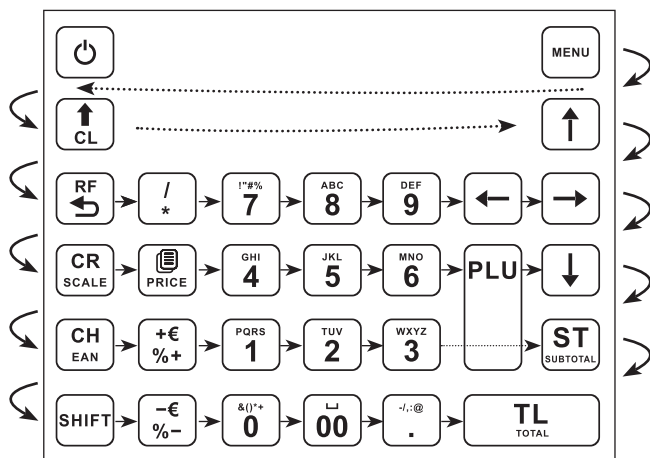 MENU
CL
RF / * !"#% 7 ABC 8 DEF 9
CR SCALE PRICE GHI 4 JKL 5 MNO 6 PLU
CH EAN +€ %+ PQRS 1 TUV 2 WXYZ 3 ST SUBTOTAL
SHIFT −€ %− &()*+ 0 ⌴ 00 -/,:@ . TL TOTAL